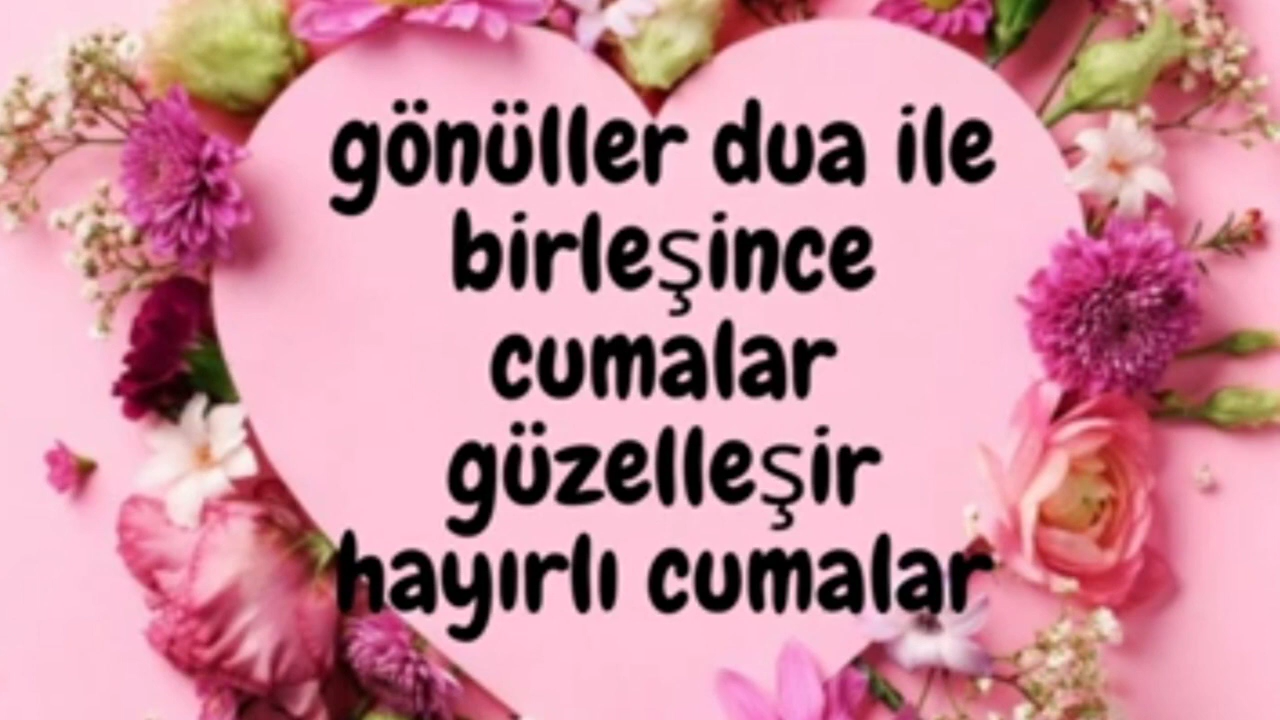 gönüller dua ile
birleşince
cumalar
güzelleşir
hayırlı cumalar